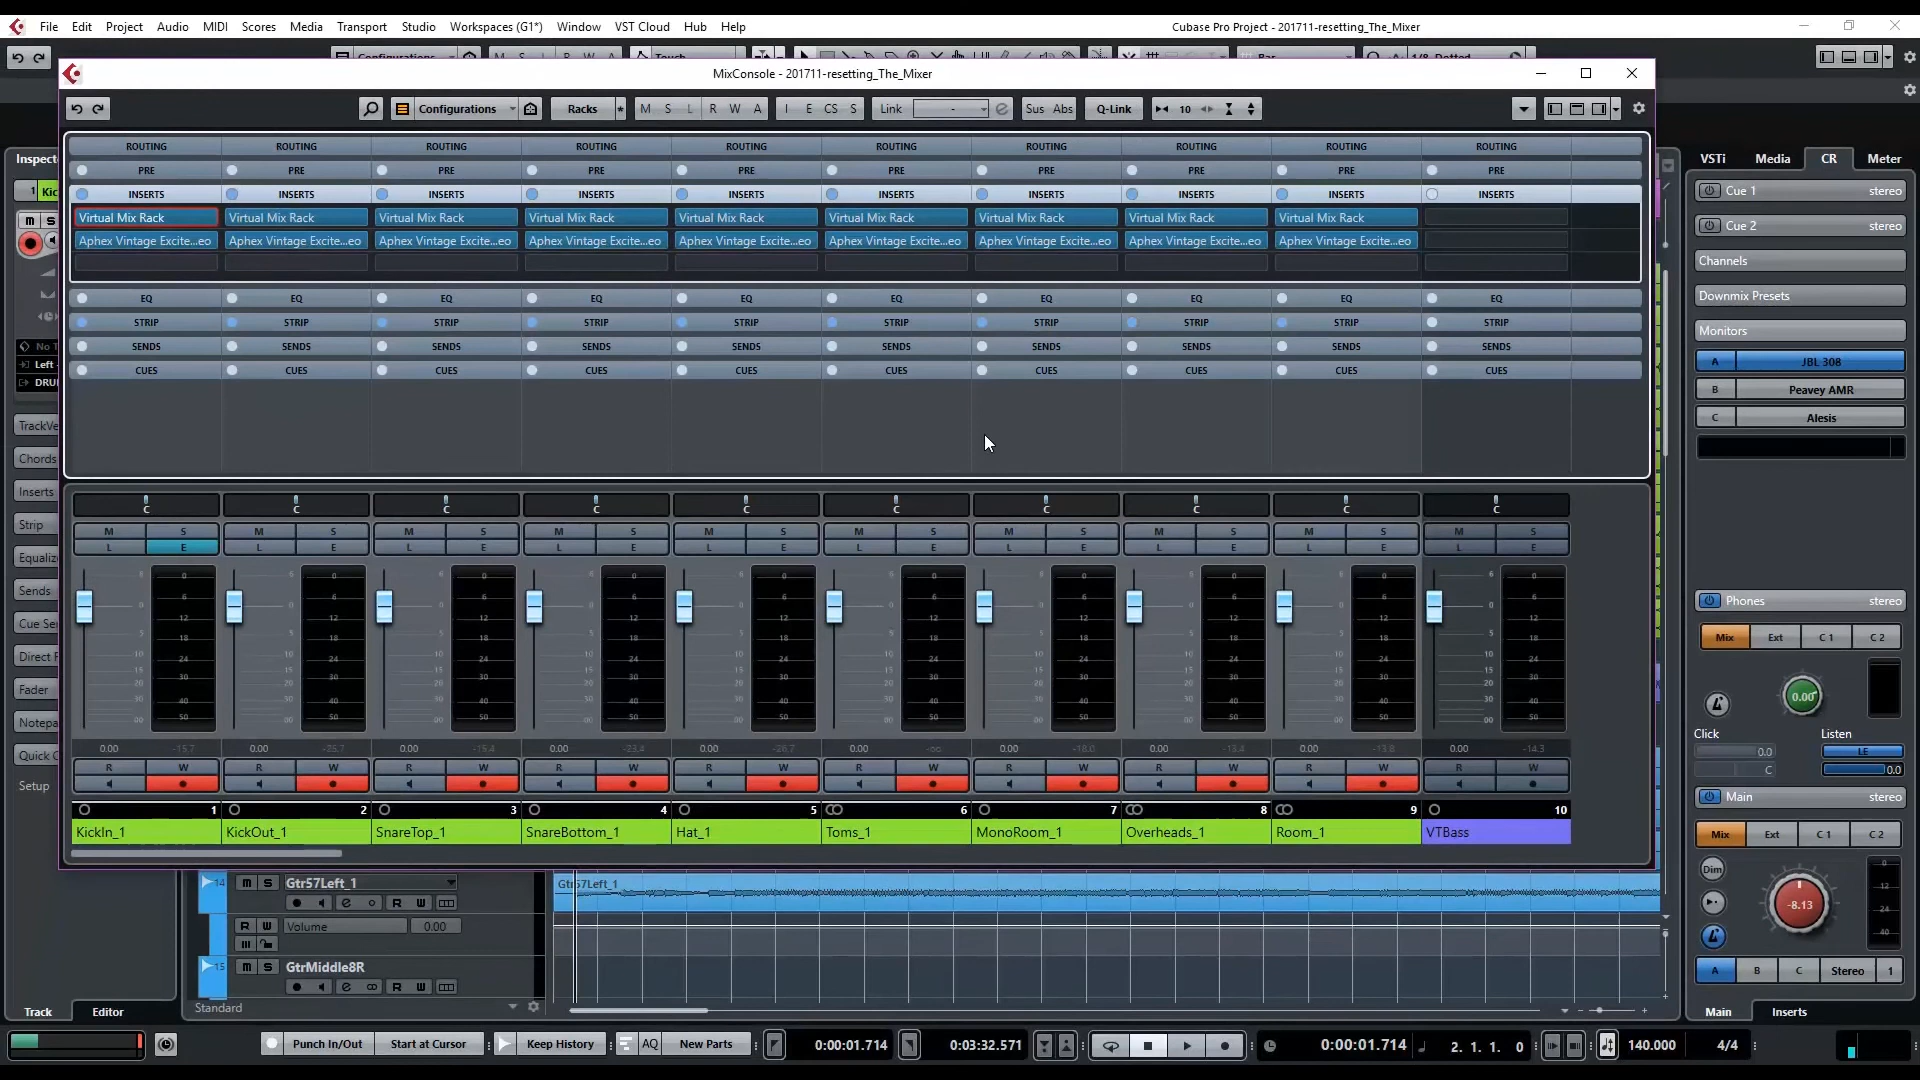 File Edit Project Audio MIDI Scores Media Transport Studio Workspaces (G1*) Window VST Cloud Hub Help Cubase Pro Project - 201711-resetting_The_Mixer
MixConsole - 201711-resetting_The_Mixer
Configurations Racks * M S L R W A I E CS S Link - Sus Abs Q-Link 10
ROUTING ROUTING ROUTING ROUTING ROUTING ROUTING ROUTING ROUTING ROUTING ROUTING
PRE PRE PRE PRE PRE PRE PRE PRE PRE PRE
INSERTS INSERTS INSERTS INSERTS INSERTS INSERTS INSERTS INSERTS INSERTS INSERTS
Virtual Mix Rack Virtual Mix Rack Virtual Mix Rack Virtual Mix Rack Virtual Mix Rack Virtual Mix Rack Virtual Mix Rack Virtual Mix Rack Virtual Mix Rack
Aphex Vintage Excite...eo Aphex Vintage Excite...eo Aphex Vintage Excite...eo Aphex Vintage Excite...eo Aphex Vintage Excite...eo Aphex Vintage Excite...eo Aphex Vintage Excite...eo Aphex Vintage Excite...eo Aphex Vintage Excite...eo
EQ EQ EQ EQ EQ EQ EQ EQ EQ EQ
STRIP STRIP STRIP STRIP STRIP STRIP STRIP STRIP STRIP STRIP
SENDS SENDS SENDS SENDS SENDS SENDS SENDS SENDS SENDS SENDS
CUES CUES CUES CUES CUES CUES CUES CUES CUES CUES
C C C C C C C C C C
M S M S M S M S M S M S M S M S M S M S
L E L E L E L E L E L E L E L E L E L E
0.00 -15.7 0.00 -25.7 0.00 -15.4 0.00 -23.4 0.00 -26.7 0.00 -oo 0.00 -18.0 0.00 -13.4 0.00 -13.8 0.00 -14.3
R W R W R W R W R W R W R W R W R W R W
1 2 3 4 5 6 7 8 9 10
KickIn_1 KickOut_1 SnareTop_1 SnareBottom_1 Hat_1 Toms_1 MonoRoom_1 Overheads_1 Room_1 VTBass
Inspecto
1 Kic
M S
No T
Left
DRU
TrackVe
Chords
Inserts
Strip
Equaliz
Sends
Cue Se
Direct F
Fader
Notepa
Quick C
Setup
Track Editor
14 m S Gtr57Left_1 Gtr57Left_1
R W
R W Volume 0.00
15 m S GtrMiddle8R
R W
Standard
VSTi Media CR Meter
Cue 1 stereo
Cue 2 stereo
Channels
Downmix Presets
Monitors
A JBL 308
B Peavey AMR
C Alesis
Phones stereo
Mix Ext C 1 C 2
0.00
Click Listen
0.0 LE
C 0.0
Main stereo
Mix Ext C 1 C 2
Dim
-8.13
A B C Stereo 1
Main Inserts
Punch In/Out Start at Cursor Keep History AQ New Parts 0:00:01.714 0:03:32.571 0:00:01.714 2. 1. 1. 0 140.000 4/4